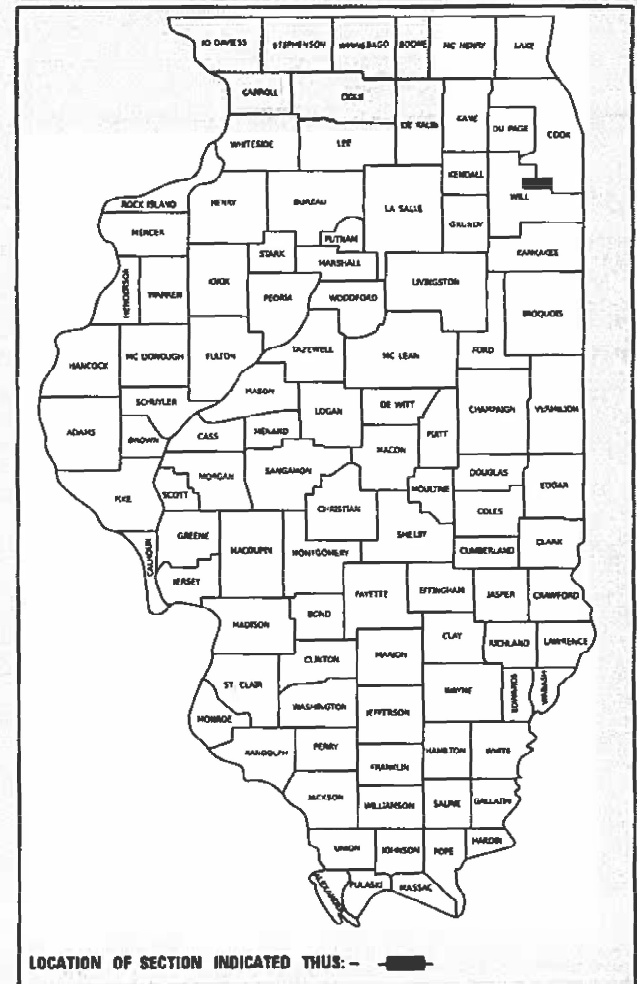 JO DAVIESS STEPHENSON WINNEBAGO BOONE MC HENRY LAKE
CARROLL OGLE DE KALB KANE DU PAGE COOK
WHITESIDE LEE KENDALL WILL
ROCK ISLAND HENRY BUREAU LA SALLE GRUNDY
MERCER PUTNAM KANKAKEE
STARK MARSHALL
HENDERSON WARREN KNOX PEORIA WOODFORD LIVINGSTON IROQUOIS
HANCOCK MC DONOUGH FULTON TAZEWELL MC LEAN FORD
SCHUYLER MASON LOGAN DE WITT CHAMPAIGN VERMILION
ADAMS BROWN CASS MENARD MACON PIATT
PIKE SCOTT MORGAN SANGAMON CHRISTIAN MOULTRIE DOUGLAS EDGAR
COLES
CALHOUN GREENE MACOUPIN MONTGOMERY SHELBY CUMBERLAND CLARK
JERSEY FAYETTE EFFINGHAM JASPER CRAWFORD
MADISON BOND
CLINTON MARION CLAY RICHLAND LAWRENCE
ST. CLAIR WAYNE EDWARDS WABASH
MONROE WASHINGTON JEFFERSON
RANDOLPH PERRY HAMILTON WHITE
FRANKLIN
JACKSON WILLIAMSON SALINE GALLATIN
UNION JOHNSON POPE HARDIN
ALEXANDER PULASKI MASSAC
LOCATION OF SECTION INDICATED THUS: -